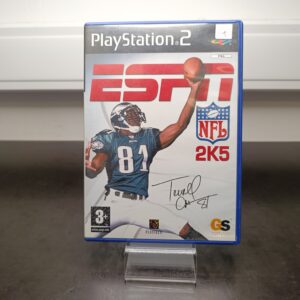 PlayStation 2
ESPN
NFL
2K5
81
3+
GS